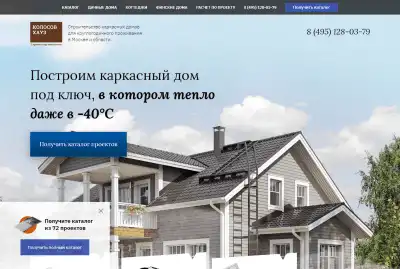 КАТАЛОГ ДАЧНЫЕ ДОМА КОТТЕДЖИ ФИНСКИЕ ДОМА РАСЧЕТ ПО ПРОЕКТУ 8 (495) 128-03-79 Получить каталог
КОЛОСОВ
ХАУЗ
Строительство каркасных домов
для круглогодичного проживания
в Москве и области
8 (495) 128-03-79
Построим каркасный дом
под ключ, в котором тепло
даже в -40°С
Получить каталог проектов
Получите каталог
из 72 проектов
Получить полный каталог